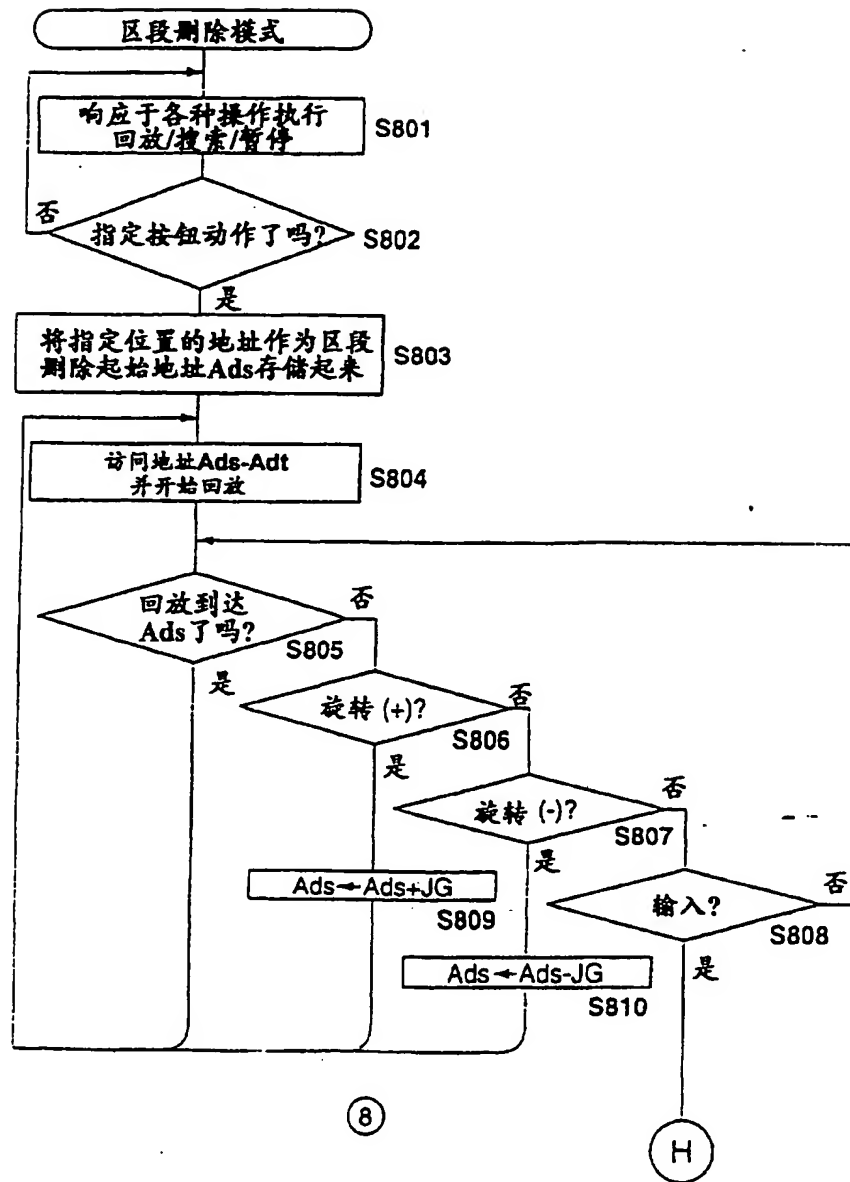 区段删除模式
响应于各种操作执行
回放/搜索/暂停
S801
否
指定按钮动作了吗?
S802
是
将指定位置的地址作为区段
删除起始地址Ads存储起来
S803
访问地址Ads-Adt
并开始回放
S804
回放到达
Ads了吗?
否
S805
是
旋转 (+)?
否
S806
是
旋转 (-)?
否
S807
是
Ads←Ads+JG
S809
输入?
否
S808
是
Ads←Ads-JG
S810
8
H